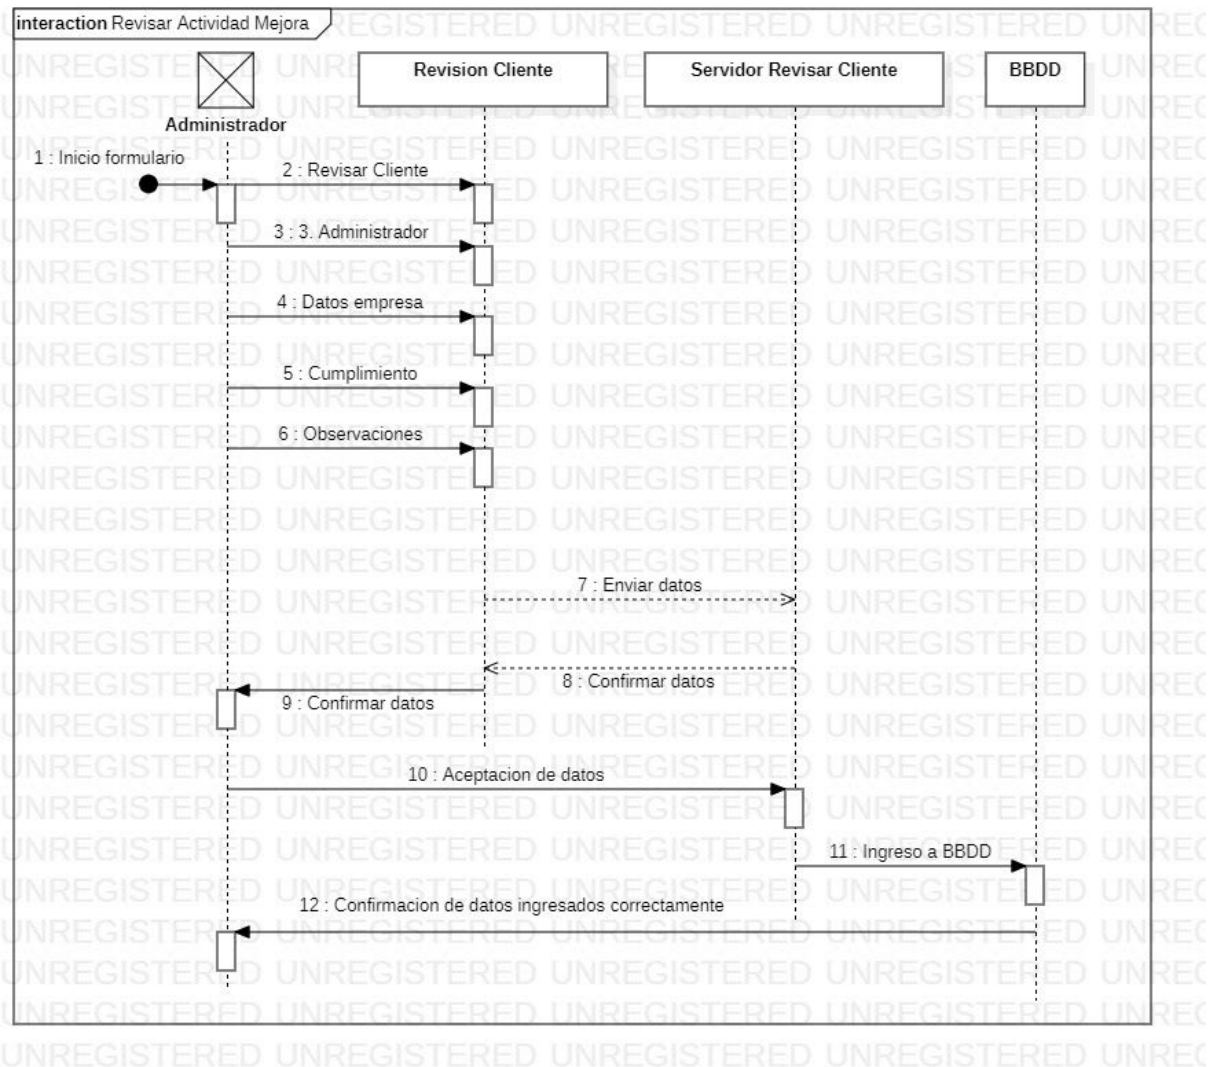 interaction Revisar Actividad Mejora
Revision Cliente
Servidor Revisar Cliente
BBDD
Administrador
1 : Inicio formulario
2 : Revisar Cliente
3 : 3. Administrador
4 : Datos empresa
5 : Cumplimiento
6 : Observaciones
7 : Enviar datos
8 : Confirmar datos
9 : Confirmar datos
10 : Aceptacion de datos
11 : Ingreso a BBDD
12 : Confirmacion de datos ingresados correctamente
UNREGISTERED UNREGISTERED UNREGISTERED UNREGISTERED